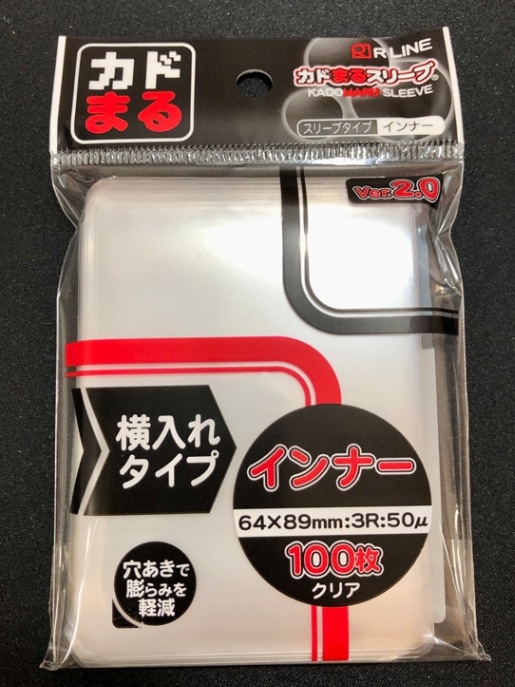 カド
まる
R LINE
カドまるスリーブ®
KADOMARU SLEEVE
スリーブタイプ インナー
Ver.2.0
横入れ
タイプ
インナー
64×89mm:3R:50μ
100枚
クリア
穴あきで
膨らみを
軽減